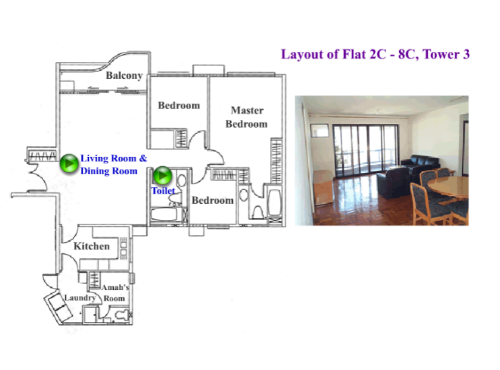 Layout of Flat 2C - 8C, Tower 3
Balcony
Bedroom
Master
Bedroom
Living Room &
Dining Room
Toilet
Bedroom
Kitchen
Laundry
Amah's
Room